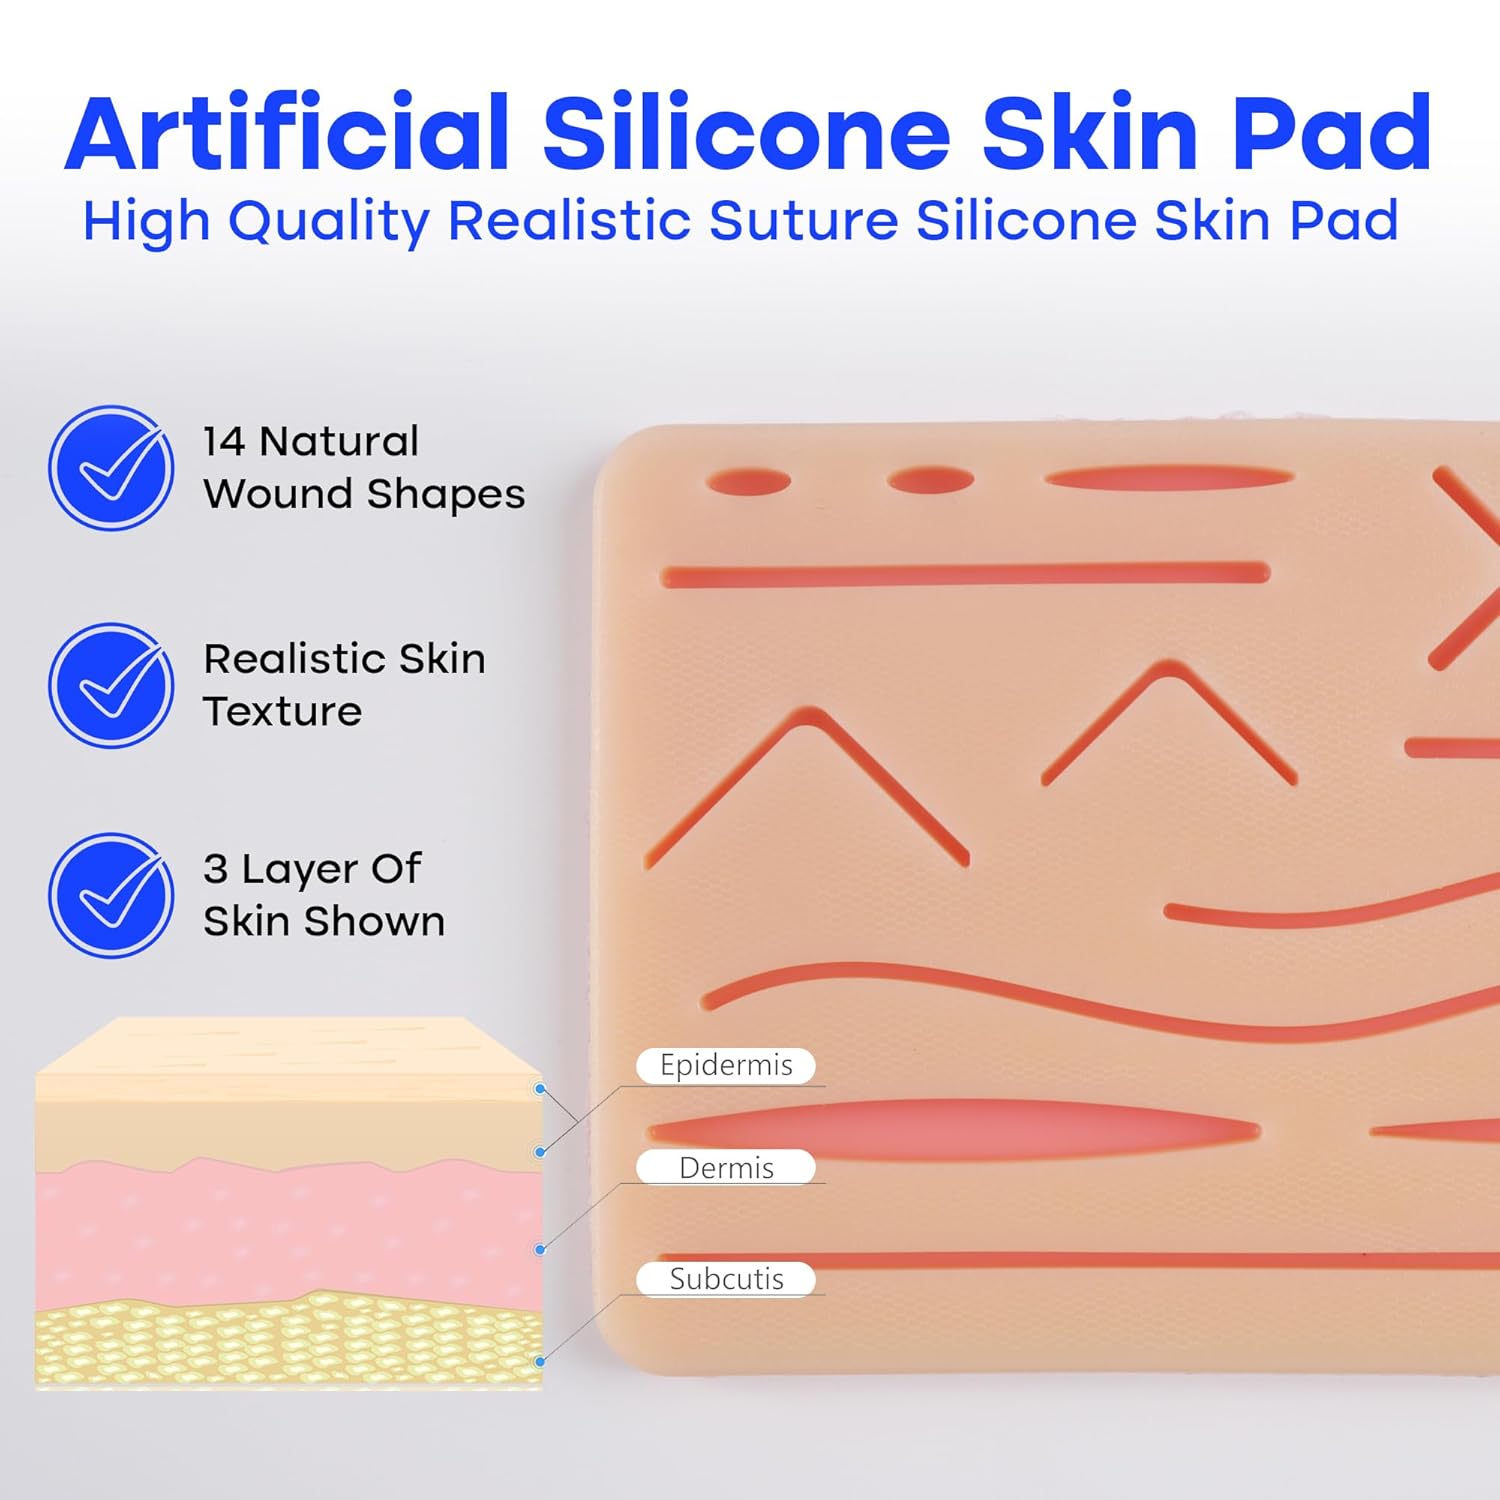 Artificial Silicone Skin Pad
High Quality Realistic Suture Silicone Skin Pad
14 Natural
Wound Shapes
Realistic Skin
Texture
3 Layer Of
Skin Shown
Epidermis
Dermis
Subcutis